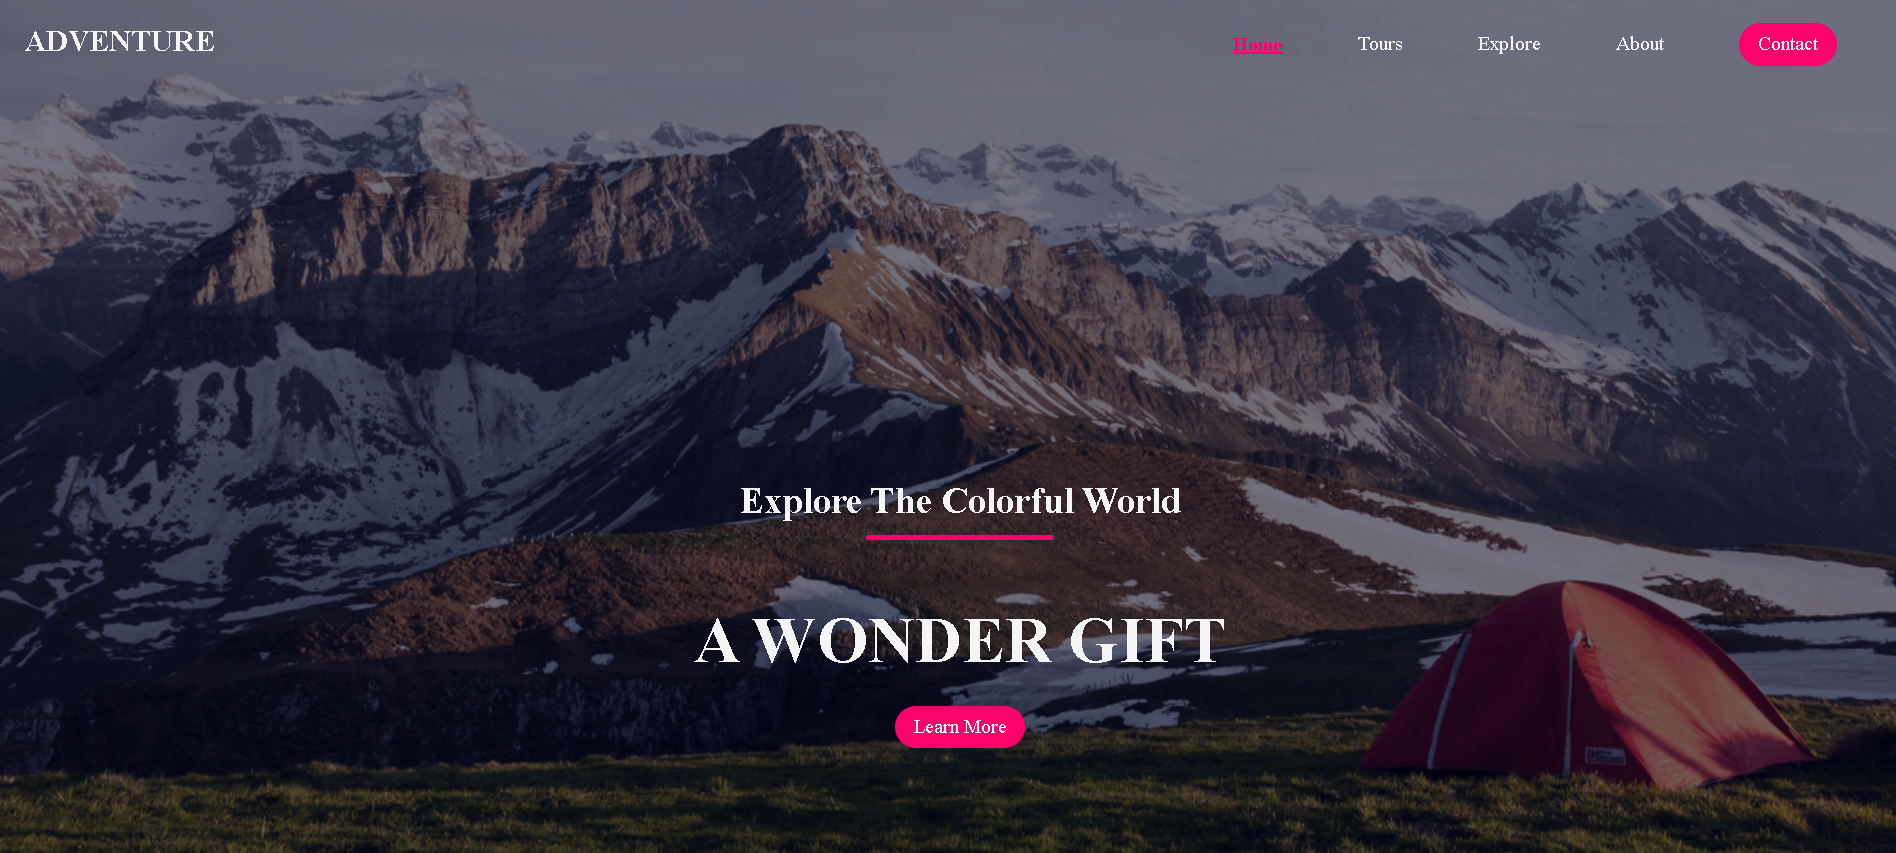 ADVENTURE
Home Tours Explore About Contact
Explore The Colorful World
A WONDER GIFT
Learn More